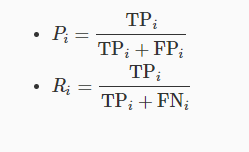 • P_i = TP_i / (TP_i + FP_i)
• R_i = TP_i / (TP_i + FN_i)